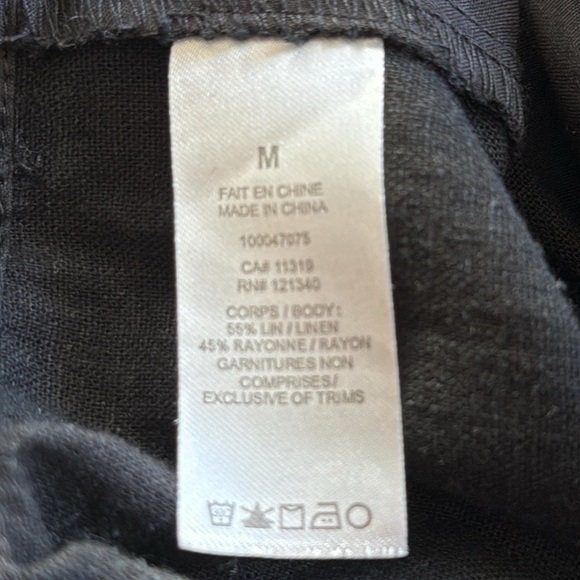 M
FAIT EN CHINE
MADE IN CHINA
100047075
CA# 11319
RN# 121340
CORPS / BODY:
55% LIN / LINEN
45% RAYONNE / RAYON
GARNITURES NON
COMPRISES /
EXCLUSIVE OF TRIMS